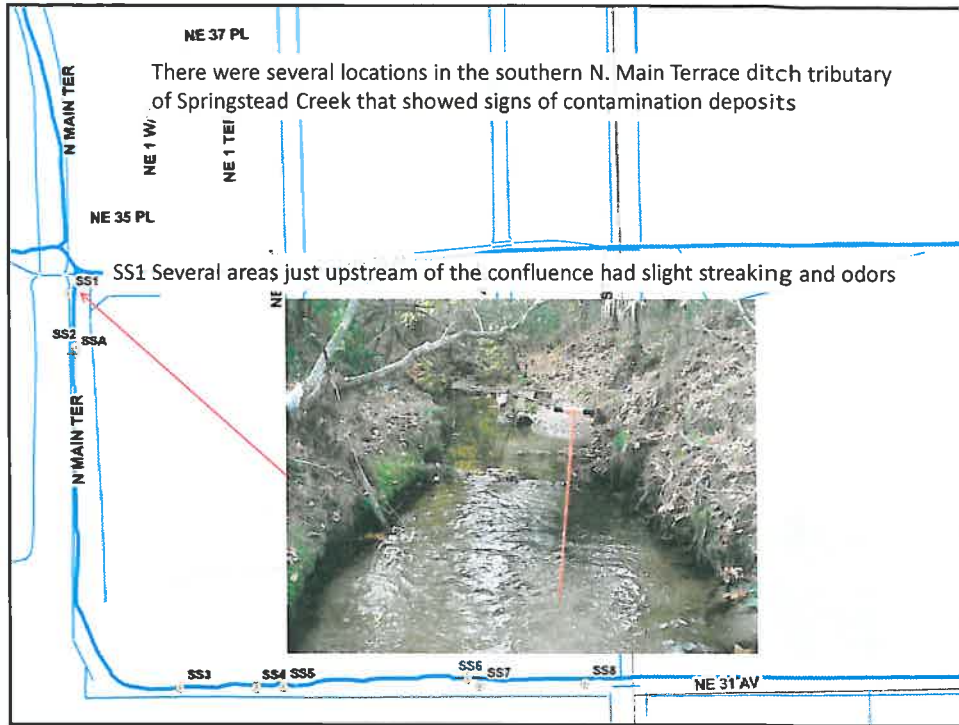 NE 37 PL
There were several locations in the southern N. Main Terrace ditch tributary
of Springstead Creek that showed signs of contamination deposits
N MAIN TER
NE 1
NE 1
NE 35 PL
SS1 Several areas just upstream of the confluence had slight streaking and odors
SS1
SS2
SSA
N MAIN TER
SS3
SS4
SS5
SS6
SS7
SS8
NE 31 AV